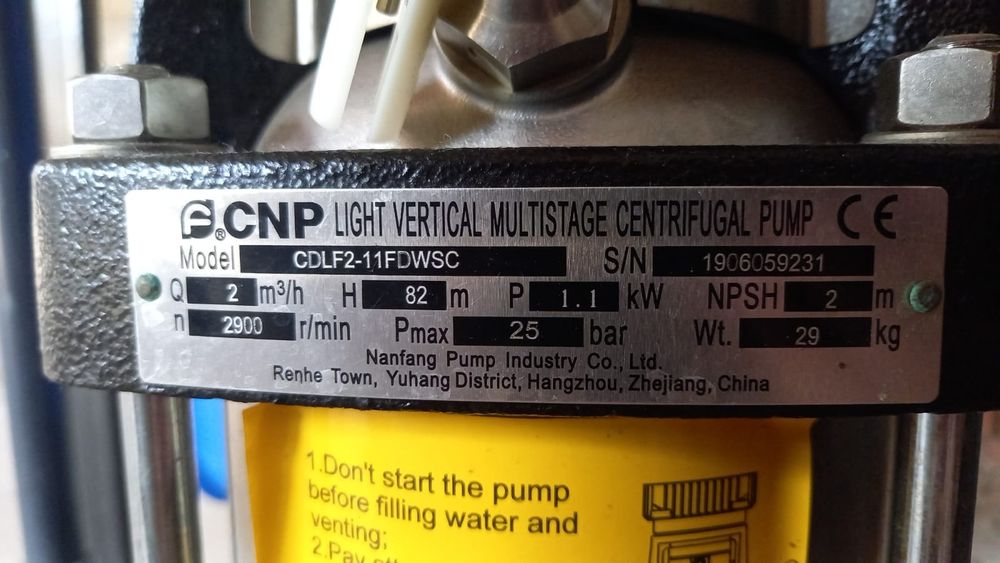 F® CNP LIGHT VERTICAL MULTISTAGE CENTRIFUGAL PUMP CE
Model CDLF2-11FDWSC S/N 1906059231
Q 2 m³/h H 82 m P 1.1 kW NPSH 2 m
n 2900 r/min Pmax 25 bar Wt. 29 kg
Nanfang Pump Industry Co., Ltd.
Renhe Town, Yuhang District, Hangzhou, Zhejiang, China
1.Don't start the pump
before filling water and
venting;
2.Pay